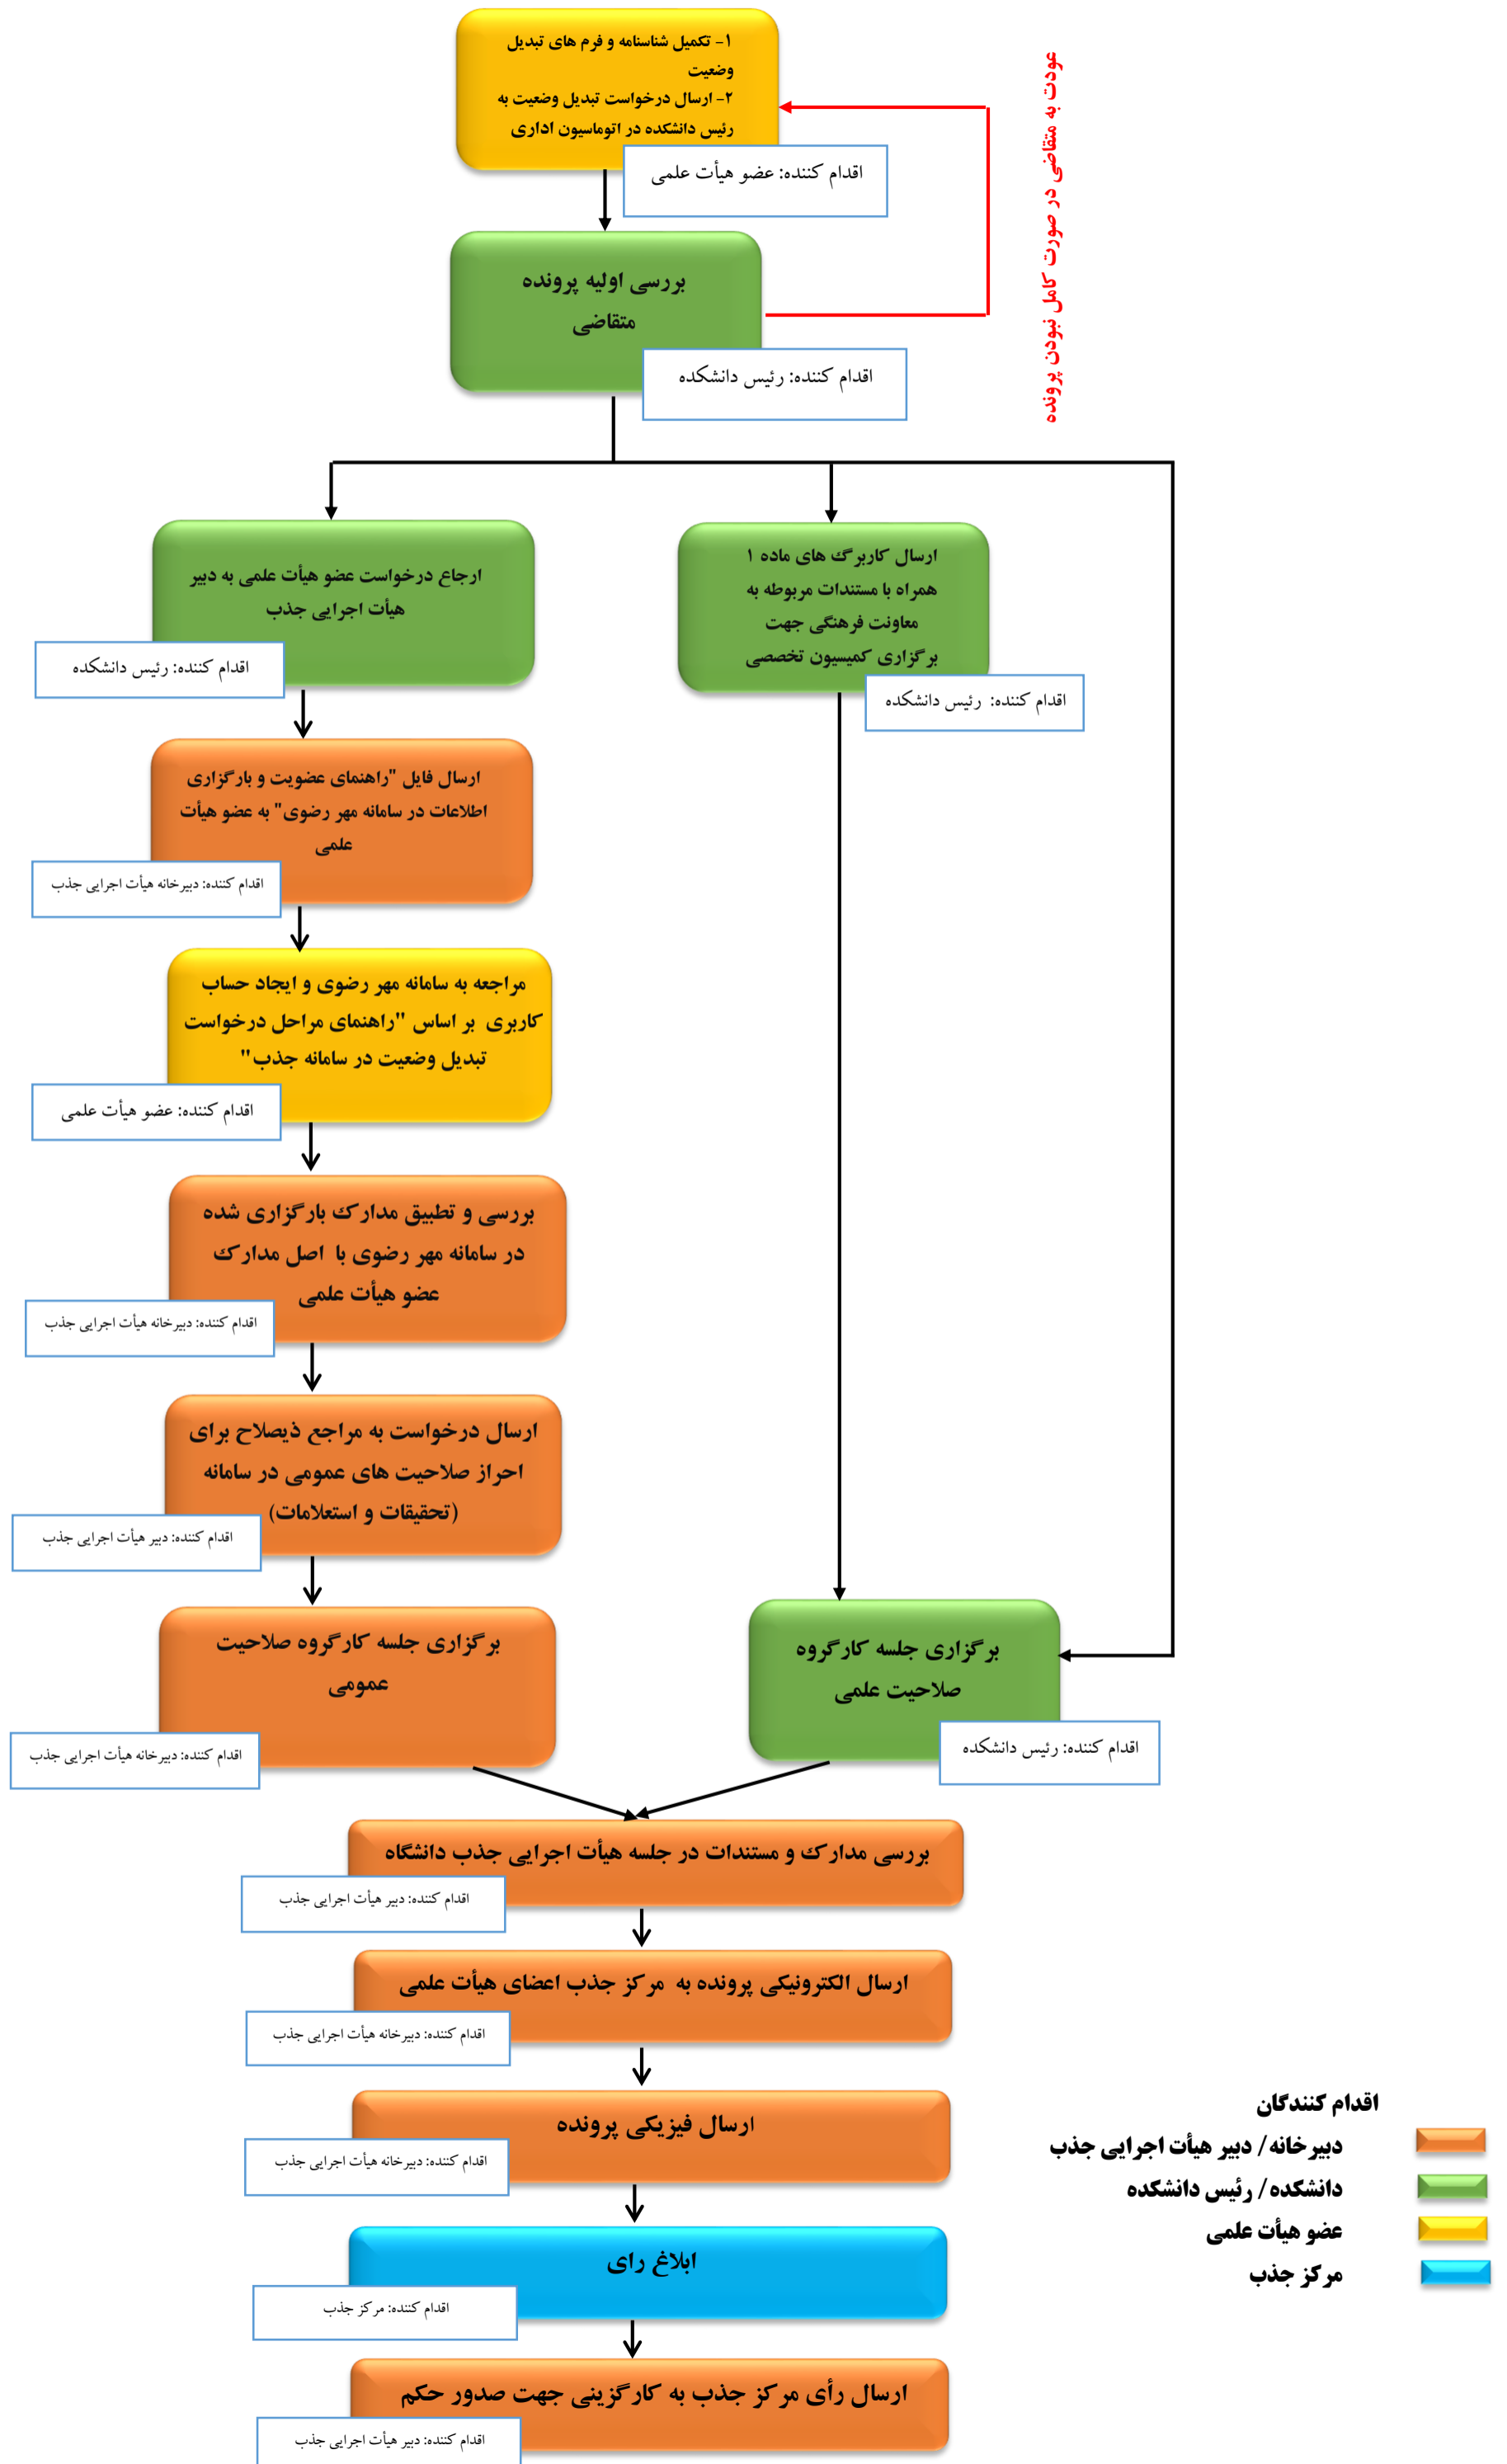 ۱- تکمیل شناسنامه و فرم های تبدیل
وضعیت
۲- ارسال درخواست تبدیل وضعیت به
رئیس دانشکده در اتوماسیون اداری
اقدام کننده: عضو هیأت علمی
عودت به متقاضی در صورت کامل نبودن پرونده
بررسی اولیه پرونده
متقاضی
اقدام کننده: رئیس دانشکده
ارسال کاربرگ های ماده ۱
همراه با مستندات مربوطه به
معاونت فرهنگی جهت
برگزاری کمیسیون تخصصی
اقدام کننده: رئیس دانشکده
ارجاع درخواست عضو هیأت علمی به دبیر
هیأت اجرایی جذب
اقدام کننده: رئیس دانشکده
ارسال فایل "راهنمای عضویت و بارگزاری
اطلاعات در سامانه مهر رضوی" به عضو هیأت
علمی
اقدام کننده: دبیرخانه هیأت اجرایی جذب
مراجعه به سامانه مهر رضوی و ایجاد حساب
کاربری بر اساس "راهنمای مراحل درخواست
تبدیل وضعیت در سامانه جذب"
اقدام کننده: عضو هیأت علمی
بررسی و تطبیق مدارک بارگزاری شده
در سامانه مهر رضوی با اصل مدارک
عضو هیأت علمی
اقدام کننده: دبیرخانه هیأت اجرایی جذب
ارسال درخواست به مراجع ذیصلاح برای
احراز صلاحیت های عمومی در سامانه
(تحقیقات و استعلامات)
اقدام کننده: دبیر هیأت اجرایی جذب
برگزاری جلسه کارگروه صلاحیت
عمومی
اقدام کننده: دبیرخانه هیأت اجرایی جذب
برگزاری جلسه کارگروه
صلاحیت علمی
اقدام کننده: رئیس دانشکده
بررسی مدارک و مستندات در جلسه هیأت اجرایی جذب دانشگاه
اقدام کننده: دبیر هیأت اجرایی جذب
ارسال الکترونیکی پرونده به مرکز جذب اعضای هیأت علمی
اقدام کننده: دبیرخانه هیأت اجرایی جذب
ارسال فیزیکی پرونده
اقدام کننده: دبیرخانه هیأت اجرایی جذب
ابلاغ رای
اقدام کننده: مرکز جذب
ارسال رأی مرکز جذب به کارگزینی جهت صدور حکم
اقدام کننده: دبیر هیأت اجرایی جذب
اقدام کنندگان
دبیرخانه/ دبیر هیأت اجرایی جذب
دانشکده/ رئیس دانشکده
عضو هیأت علمی
مرکز جذب